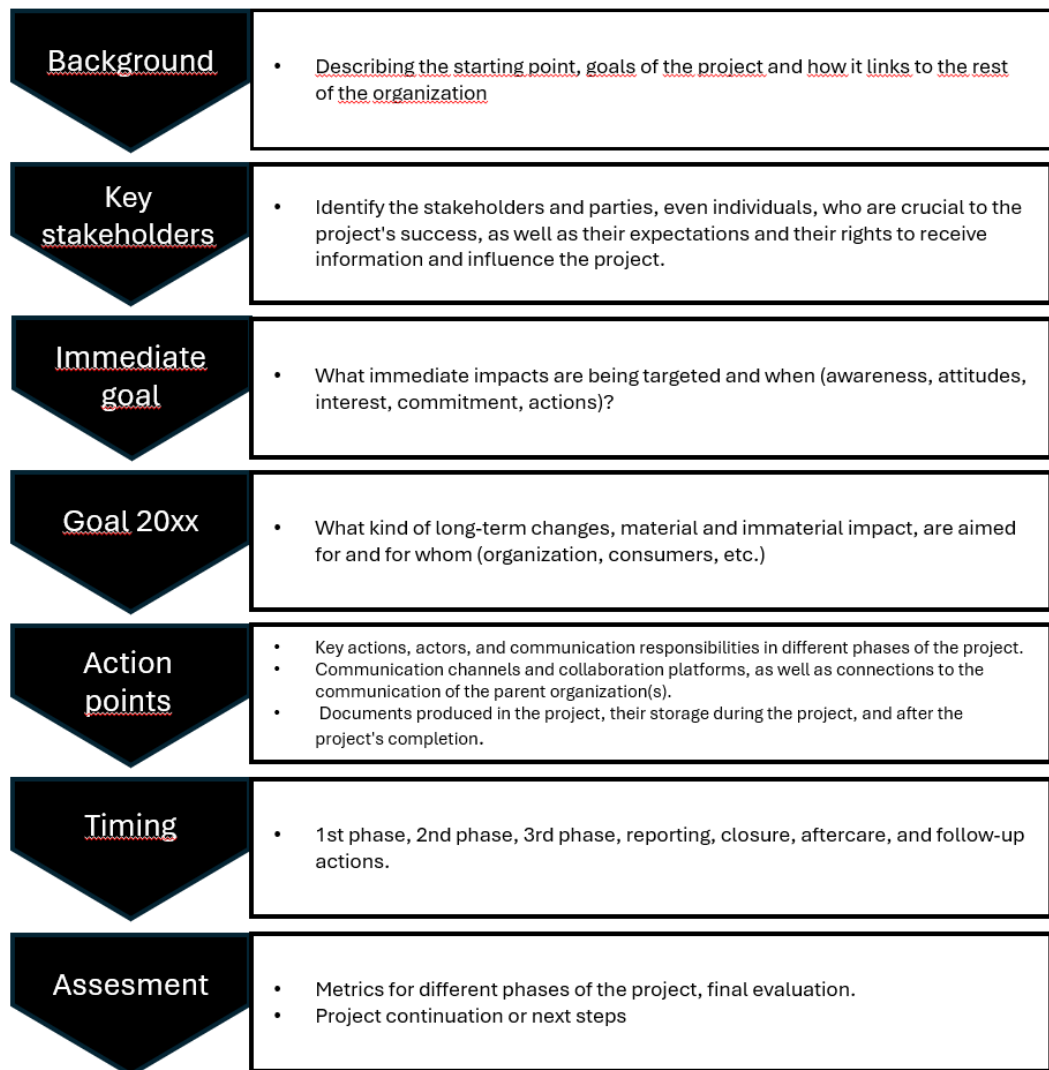 Background
• Describing the starting point, goals of the project and how it links to the rest
of the organization
Key
stakeholders
• Identify the stakeholders and parties, even individuals, who are crucial to the
project's success, as well as their expectations and their rights to receive
information and influence the project.
Immediate
goal
• What immediate impacts are being targeted and when (awareness, attitudes,
interest, commitment, actions)?
Goal 20xx
• What kind of long-term changes, material and immaterial impact, are aimed
for and for whom (organization, consumers, etc.)
Action
points
• Key actions, actors, and communication responsibilities in different phases of the project.
• Communication channels and collaboration platforms, as well as connections to the
communication of the parent organization(s).
• Documents produced in the project, their storage during the project, and after the
project's completion.
Timing
• 1st phase, 2nd phase, 3rd phase, reporting, closure, aftercare, and follow-up
actions.
Assesment
• Metrics for different phases of the project, final evaluation.
• Project continuation or next steps